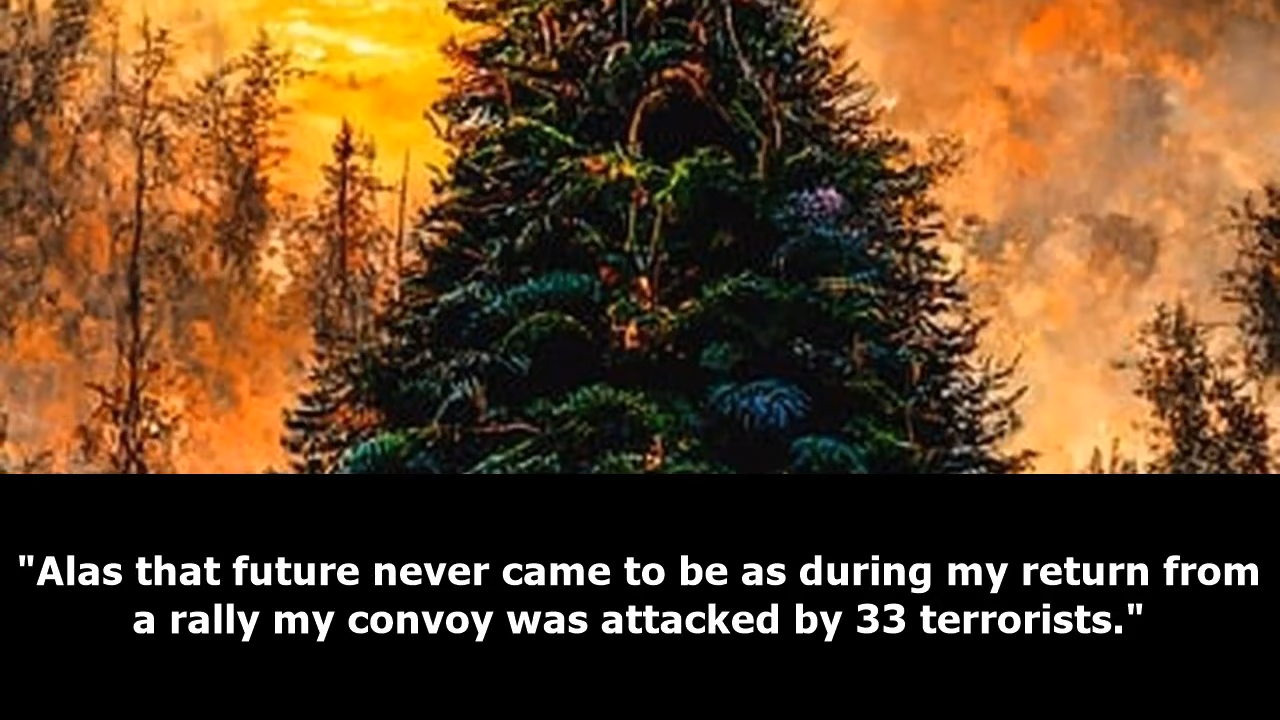 "Alas that future never came to be as during my return from
a rally my convoy was attacked by 33 terrorists."